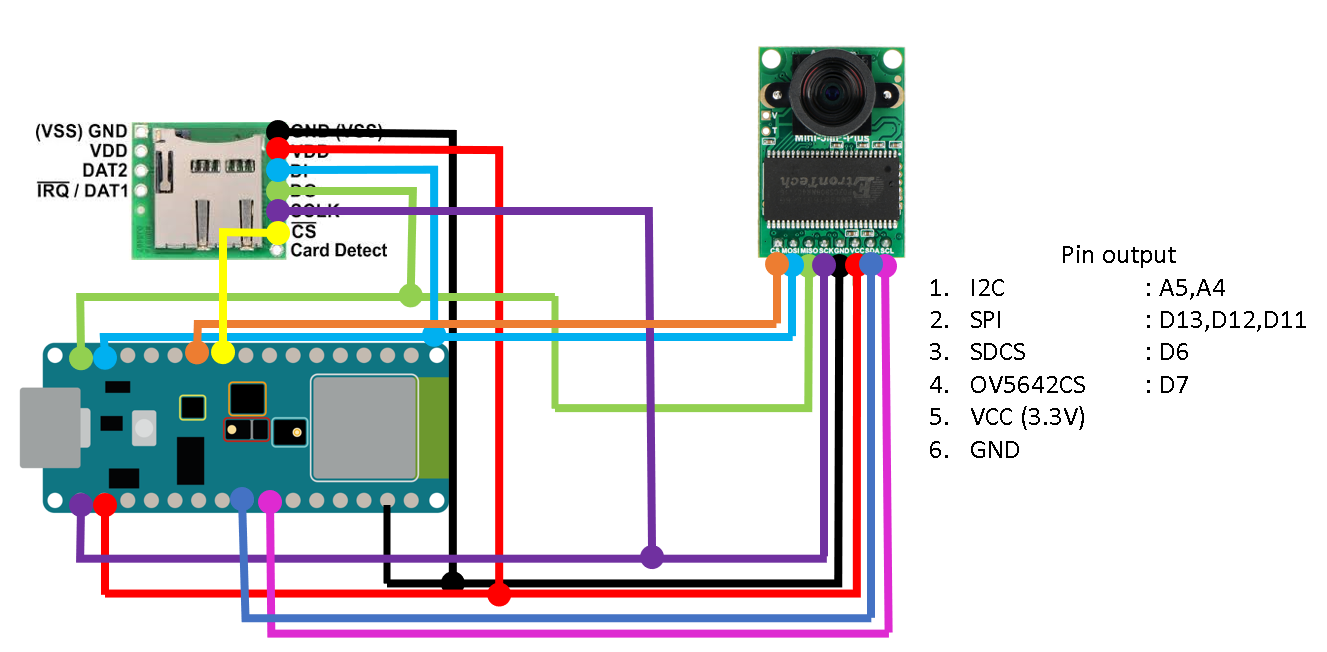 (VSS) GND
VDD
DAT2
IRQ / DAT1
GND (VSS)
VDD
DI
DO
SCLK
CS
Card Detect
V
T
Mini-5MP-Plus
EtronTech
CS MOSI MISO SCK GND VCC SDA SCL
Pin output
1. I2C : A5,A4
2. SPI : D13,D12,D11
3. SDCS : D6
4. OV5642CS : D7
5. VCC (3.3V)
6. GND